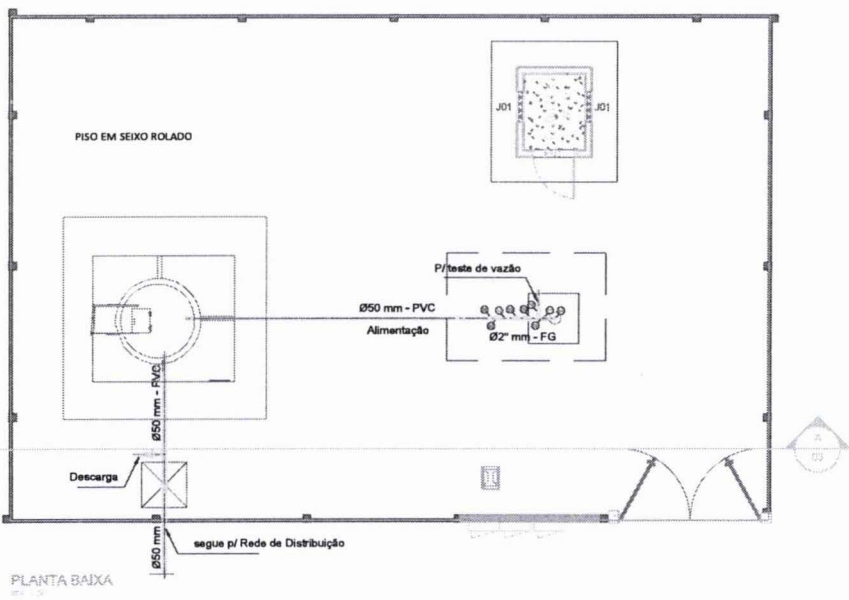 J01
J01
PISO EM SEIXO ROLADO
P/ teste de vazão
Ø50 mm - PVC
Alimentação
Ø2" mm - FG
Ø50 mm - PVC
A
03
Descarga
Ø50 mm
segue p/ Rede de Distribuição
PLANTA BAIXA